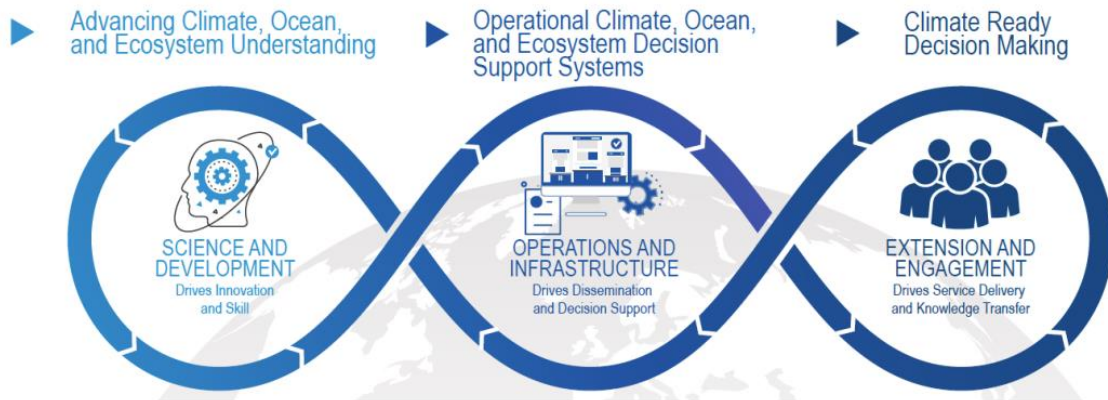 Advancing Climate, Ocean,
and Ecosystem Understanding
Operational Climate, Ocean,
and Ecosystem Decision
Support Systems
Climate Ready
Decision Making
SCIENCE AND
DEVELOPMENT
Drives Innovation
and Skill
OPERATIONS AND
INFRASTRUCTURE
Drives Dissemination
and Decision Support
EXTENSION AND
ENGAGEMENT
Drives Service Delivery
and Knowledge Transfer